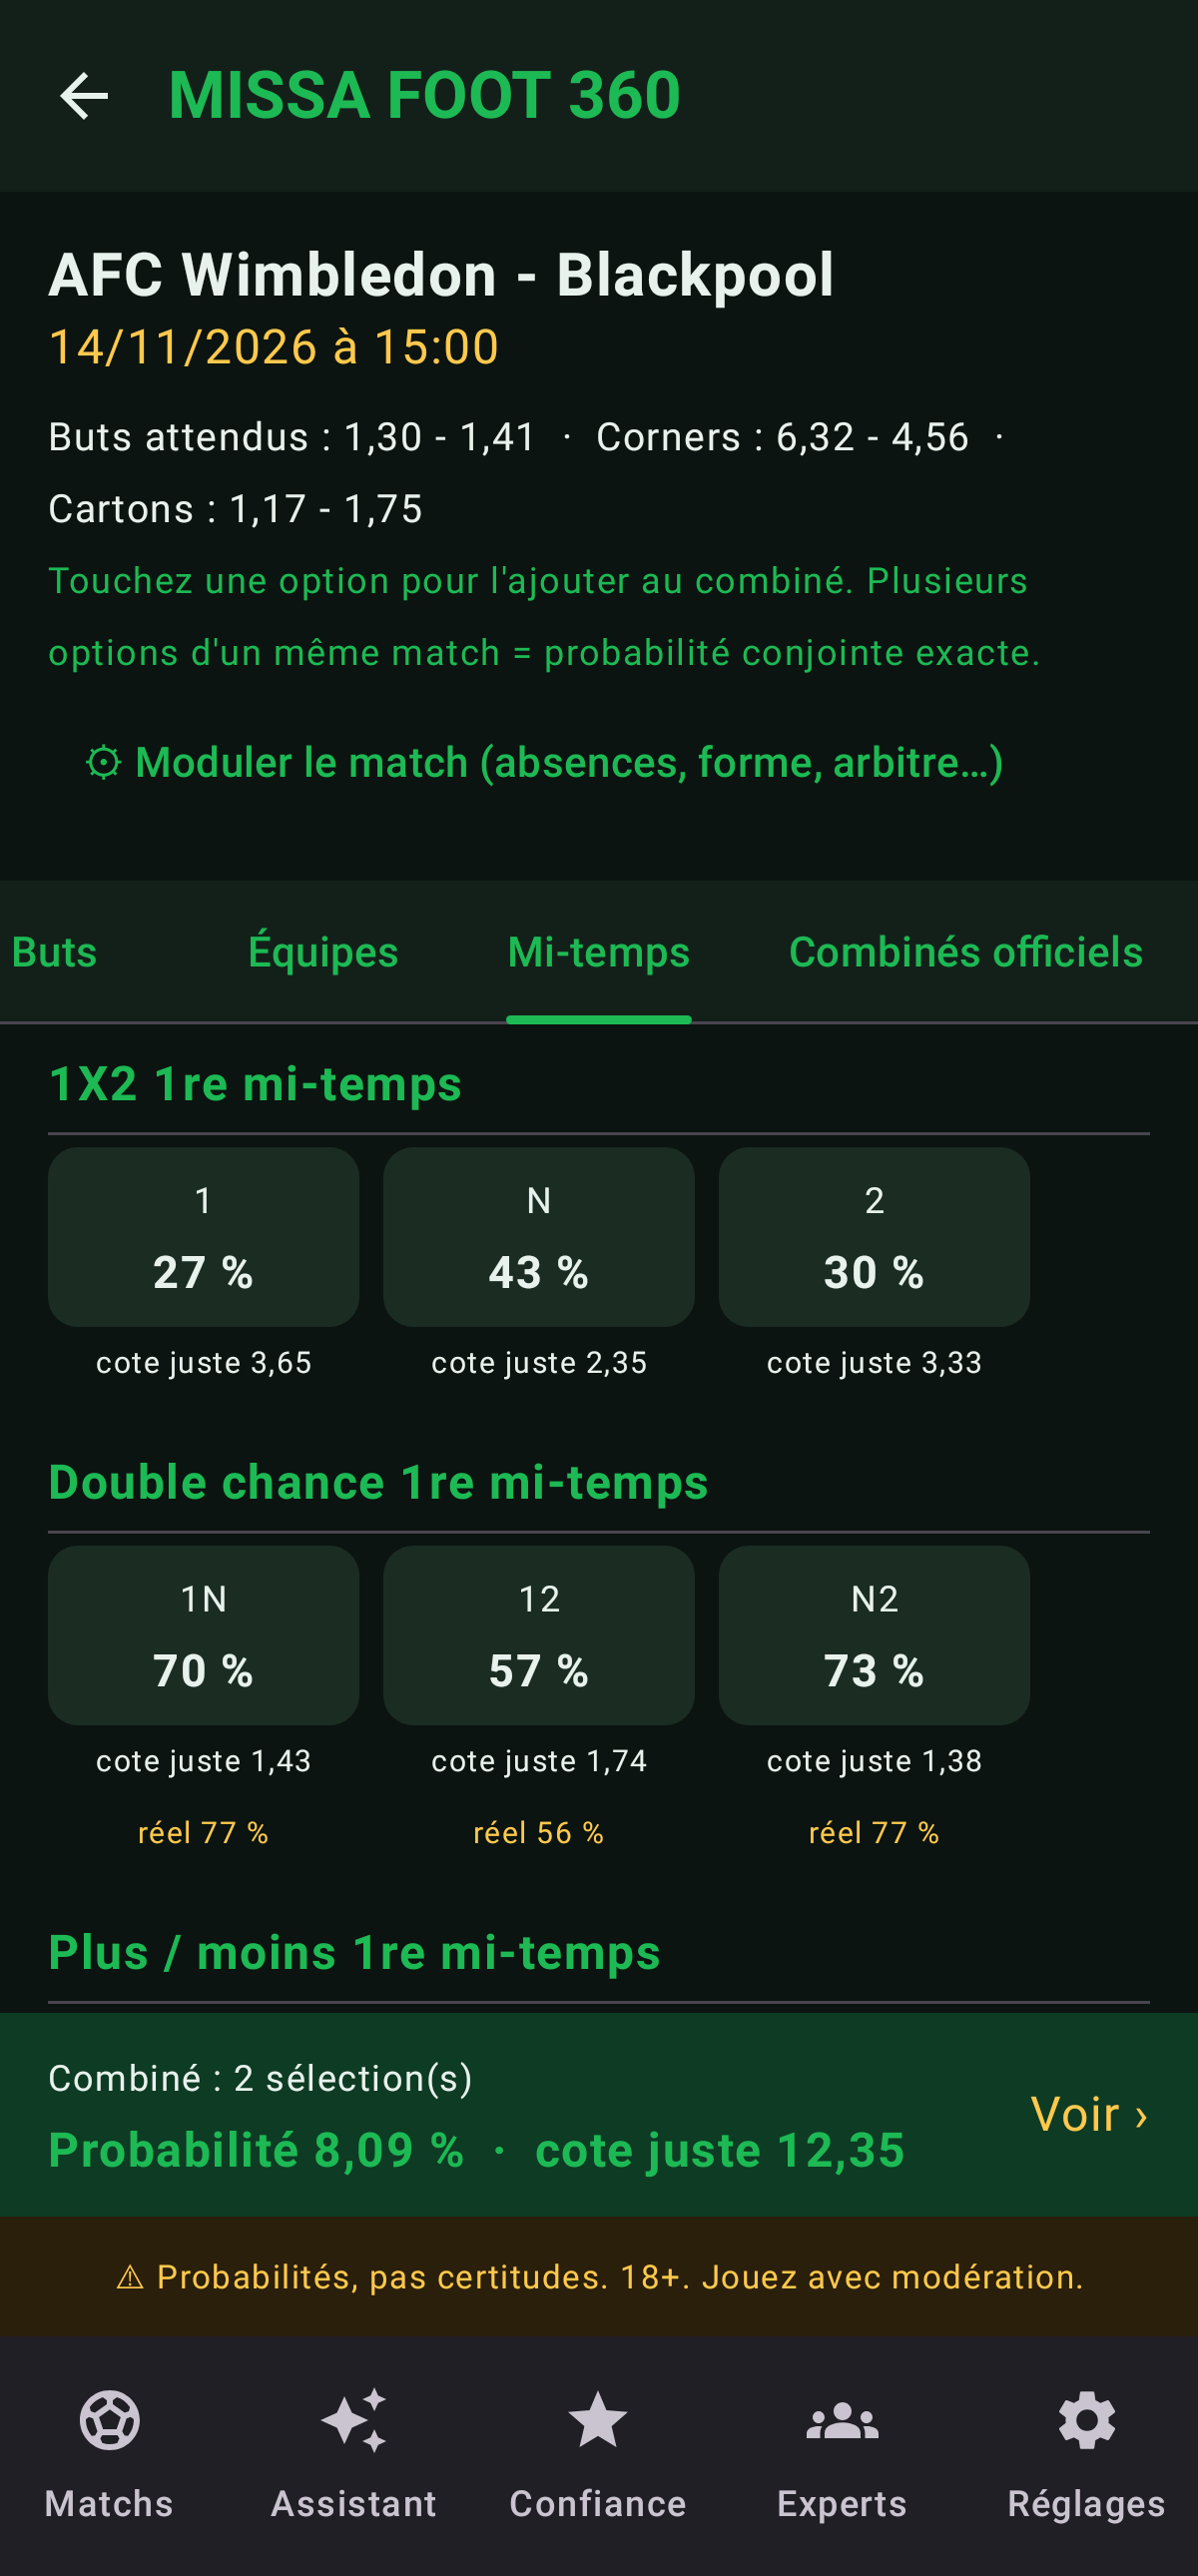 MISSA FOOT 360
AFC Wimbledon - Blackpool
14/11/2026 à 15:00
Buts attendus : 1,30 - 1,41 · Corners : 6,32 - 4,56 ·
Cartons : 1,17 - 1,75
Touchez une option pour l'ajouter au combiné. Plusieurs
options d'un même match = probabilité conjointe exacte.
Moduler le match (absences, forme, arbitre…)
Buts Équipes Mi-temps Combinés officiels
1X2 1re mi-temps
1 N 2
27 % 43 % 30 %
cote juste 3,65 cote juste 2,35 cote juste 3,33
Double chance 1re mi-temps
1N 12 N2
70 % 57 % 73 %
cote juste 1,43 cote juste 1,74 cote juste 1,38
réel 77 % réel 56 % réel 77 %
Plus / moins 1re mi-temps
Combiné : 2 sélection(s)
Probabilité 8,09 % · cote juste 12,35
Voir ›
⚠ Probabilités, pas certitudes. 18+. Jouez avec modération.
Matchs Assistant Confiance Experts Réglages